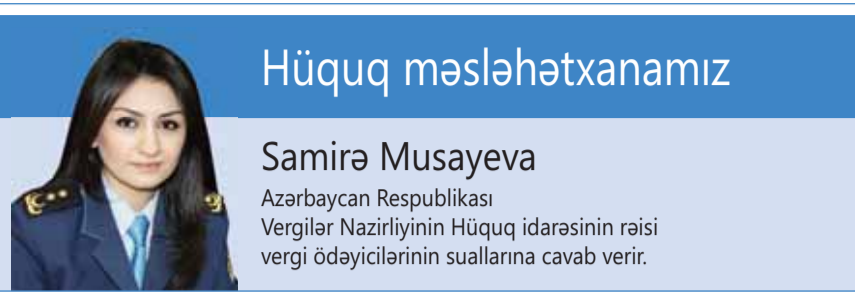 Hüquq məsləhətxanamız
Samirə Musayeva
Azərbaycan Respublikası
Vergilər Nazirliyinin Hüquq idarəsinin rəisi
vergi ödəyicilərinin suallarına cavab verir.